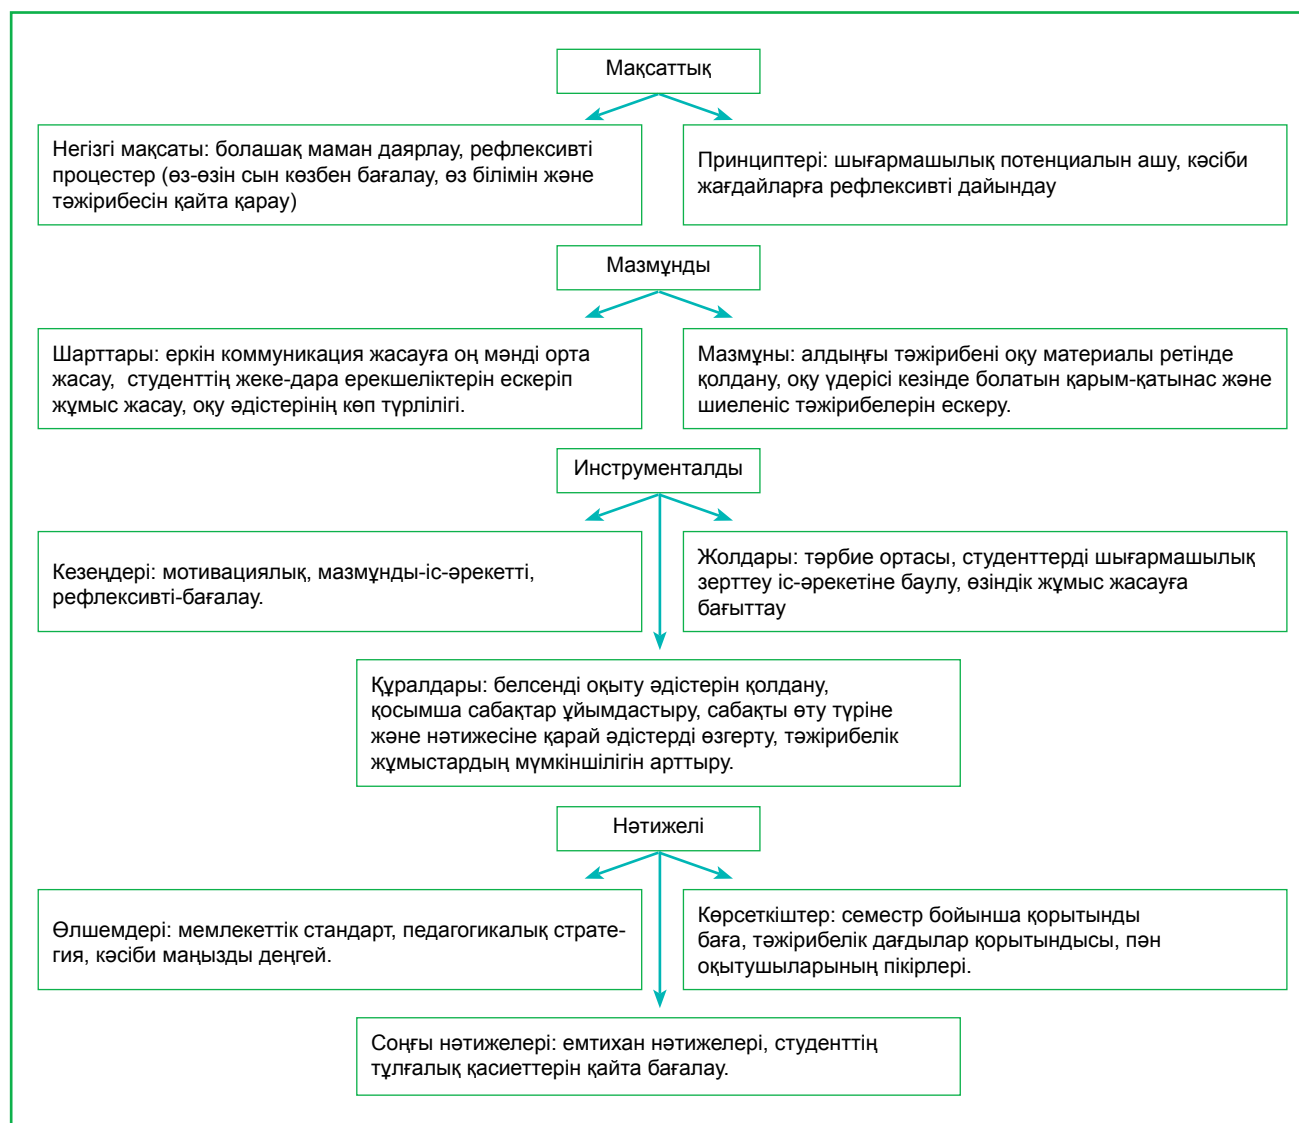 Мақсаттық
Негізгі мақсаты: болашақ маман даярлау, рефлексивті
процестер (өз-өзін сын көзбен бағалау, өз білімін және
тәжірибесін қайта қарау)
Принциптері: шығармашылық потенциалын ашу, кәсіби
жағдайларға рефлексивті дайындау
Мазмұнды
Шарттары: еркін коммуникация жасауға оң мәнді орта
жасау, студенттің жеке-дара ерекшеліктерін ескеріп
жұмыс жасау, оқу әдістерінің көп түрлілігі.
Мазмұны: алдыңғы тәжірибені оқу материалы ретінде
қолдану, оқу үдерісі кезінде болатын қарым-қатынас және
шиеленіс тәжірибелерін ескеру.
Инструменталды
Кезеңдері: мотивациялық, мазмұнды-іс-әрекетті,
рефлексивті-бағалау.
Жолдары: тәрбие ортасы, студенттерді шығармашылық
зерттеу іс-әрекетіне баулу, өзіндік жұмыс жасауға
бағыттау
Құралдары: белсенді оқыту әдістерін қолдану,
қосымша сабақтар ұйымдастыру, сабақты өту түріне
және нәтижесіне қарай әдістерді өзгерту, тәжірибелік
жұмыстардың мүмкіншілігін арттыру.
Нәтижелі
Өлшемдері: мемлекеттік стандарт, педагогикалық страте-
гия, кәсіби маңызды деңгей.
Көрсеткіштер: семестр бойынша қорытынды
баға, тәжірибелік дағдылар қорытындысы, пән
оқытушыларының пікірлері.
Соңғы нәтижелері: емтихан нәтижелері, студенттің
тұлғалық қасиеттерін қайта бағалау.